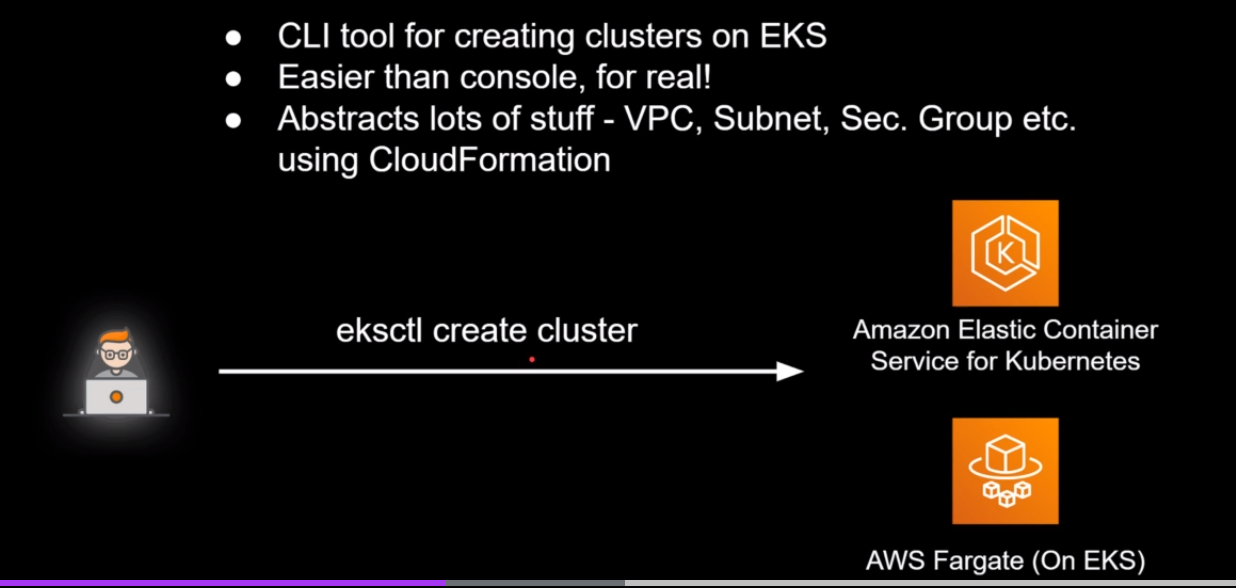 ● CLI tool for creating clusters on EKS
● Easier than console, for real!
● Abstracts lots of stuff - VPC, Subnet, Sec. Group etc.
using CloudFormation
K
eksctl create cluster
Amazon Elastic Container
Service for Kubernetes
AWS Fargate (On EKS)